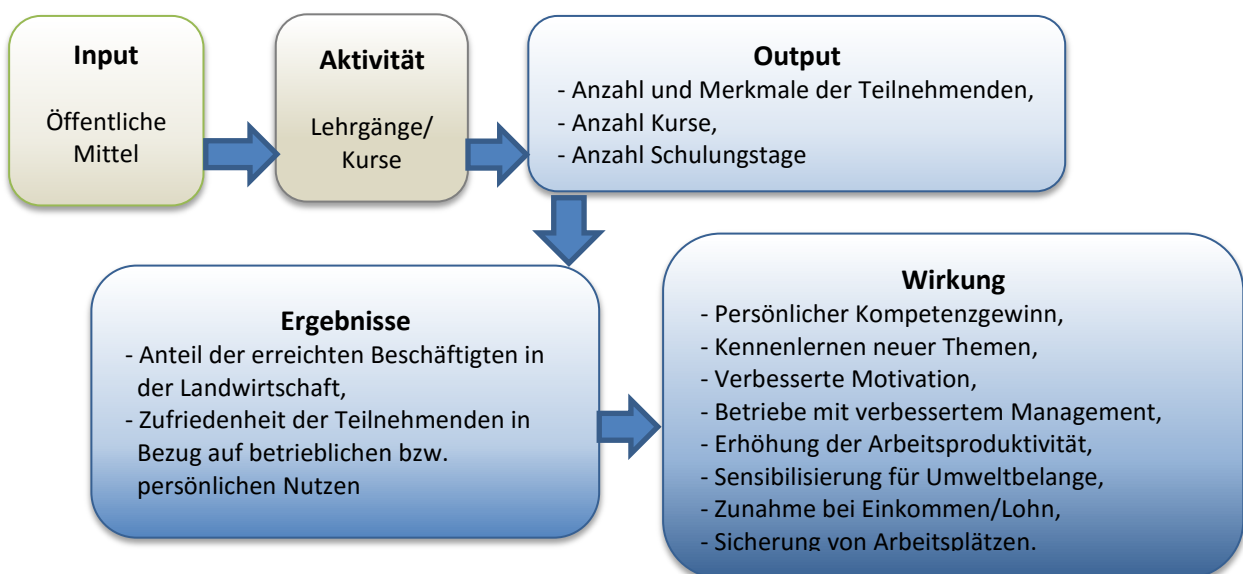 Input
Öffentliche
Mittel
Aktivität
Lehrgänge/
Kurse
Output
- Anzahl und Merkmale der Teilnehmenden,
- Anzahl Kurse,
- Anzahl Schulungstage
Ergebnisse
- Anteil der erreichten Beschäftigten in
der Landwirtschaft,
- Zufriedenheit der Teilnehmenden in
Bezug auf betrieblichen bzw.
persönlichen Nutzen
Wirkung
- Persönlicher Kompetenzgewinn,
- Kennenlernen neuer Themen,
- Verbesserte Motivation,
- Betriebe mit verbessertem Management,
- Erhöhung der Arbeitsproduktivität,
- Sensibilisierung für Umweltbelange,
- Zunahme bei Einkommen/Lohn,
- Sicherung von Arbeitsplätzen.